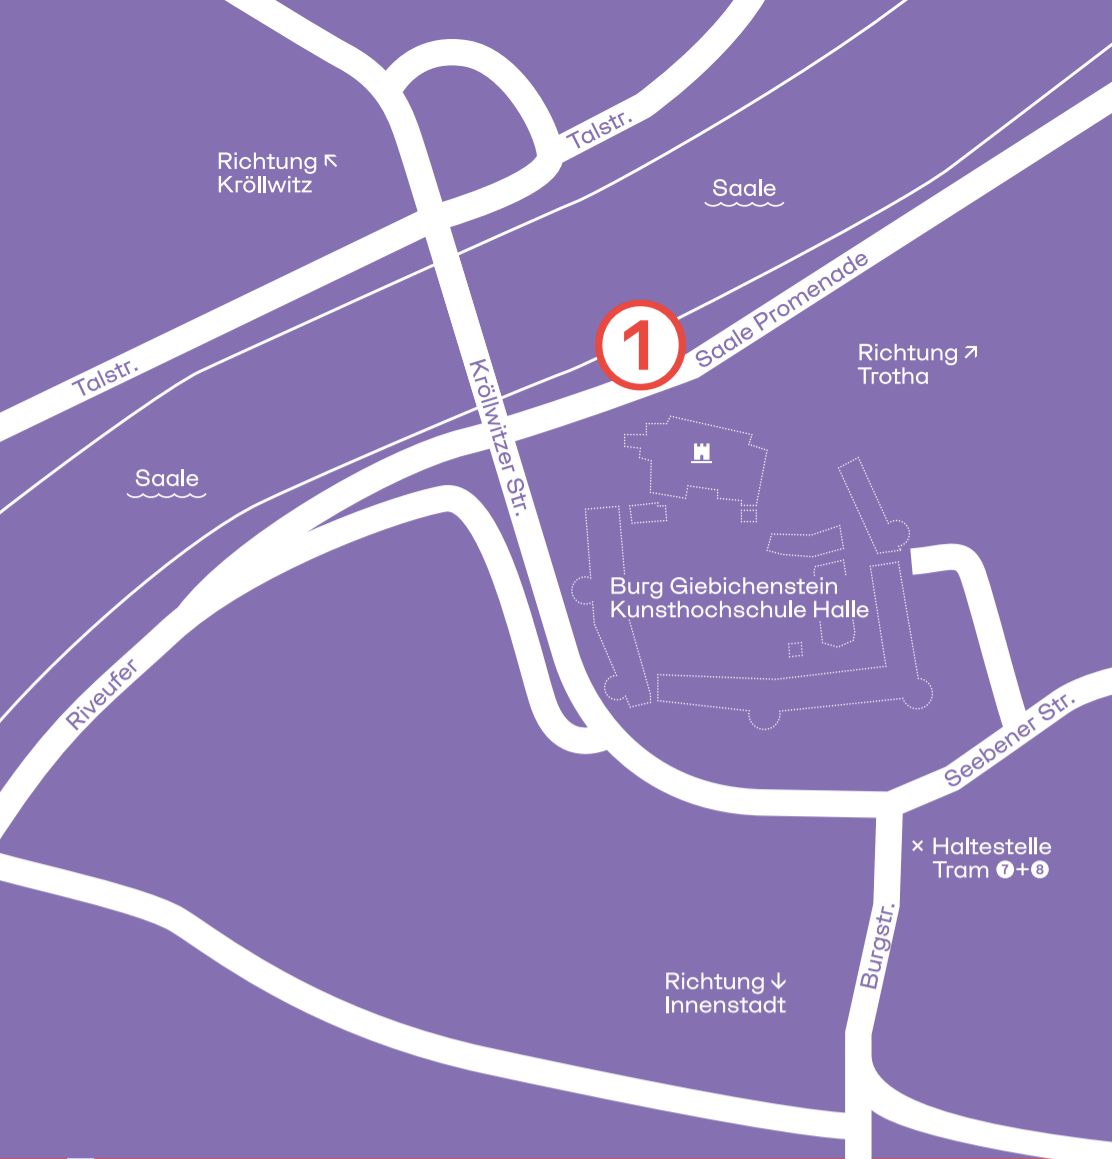 Talstr.
Richtung ↖
Kröllwitz
Saale
Saale Promenade
1
Richtung ↗
Trotha
Talstr.
Kröllwitzer Str.
Saale
Burg Giebichenstein
Kunsthochschule Halle
Riveufer
Seebener Str.
× Haltestelle
Tram 7+8
Burgstr.
Richtung ↓
Innenstadt